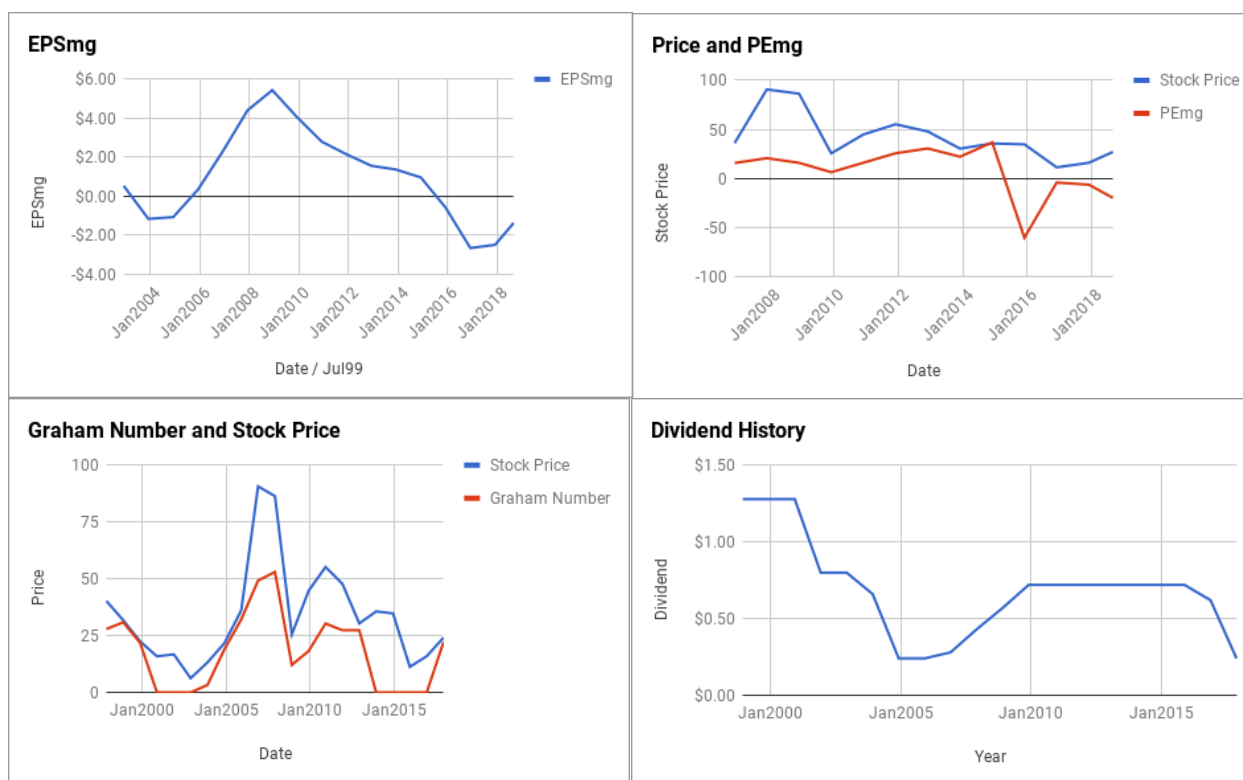 EPSmg
$6.00
$4.00
$2.00
$0.00
-$2.00
-$4.00
EPSmg
EPSmg
Jan2004
Jan2006
Jan2008
Jan2010
Jan2012
Jan2014
Jan2016
Jan2018
Date / Jul99
Price and PEmg
100
50
0
-50
-100
Stock Price
Stock Price
PEmg
Jan2008
Jan2010
Jan2012
Jan2014
Jan2016
Jan2018
Date
Graham Number and Stock Price
100
75
50
25
0
Price
Stock Price
Graham Number
Jan2000
Jan2005
Jan2010
Jan2015
Date
Dividend History
$1.50
$1.00
$0.50
$0.00
Dividend
Jan2000
Jan2005
Jan2010
Jan2015
Year